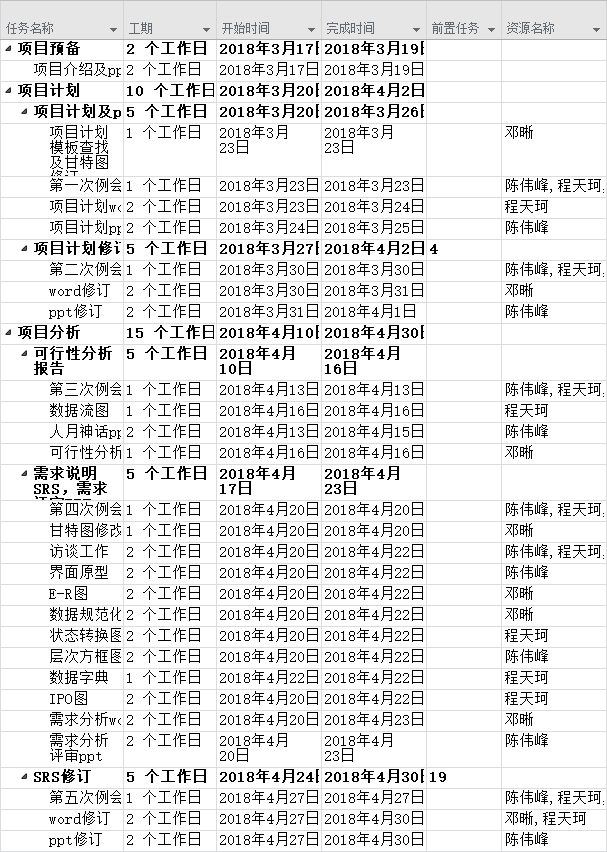 任务名称 工期 开始时间 完成时间 前置任务 资源名称
项目预备 2 个工作日 2018年3月17日 2018年3月19日
项目介绍及pp 2 个工作日 2018年3月17日 2018年3月19日
项目计划 10 个工作日 2018年3月20日 2018年4月2日
项目计划及p 5 个工作日 2018年3月20日 2018年3月26日
项目计划 1 个工作日 2018年3月 2018年3月 邓晰
模板查找 23日 23日
及甘特图
第一次例会 1 个工作日 2018年3月23日 2018年3月23日 陈伟峰,程天珂,
项目计划wo 2 个工作日 2018年3月23日 2018年3月24日 程天珂
项目计划pp 2 个工作日 2018年3月24日 2018年3月25日 陈伟峰
项目计划修订 5 个工作日 2018年3月27日 2018年4月2日 4
第二次例会 1 个工作日 2018年3月30日 2018年3月30日 陈伟峰,程天珂,
word修订 2 个工作日 2018年3月30日 2018年3月31日 邓晰
ppt修订 2 个工作日 2018年3月31日 2018年4月1日 陈伟峰
项目分析 15 个工作日 2018年4月10日 2018年4月30日
可行性分析 5 个工作日 2018年4月 2018年4月
报告 10日 16日
第三次例会 1 个工作日 2018年4月13日 2018年4月13日 陈伟峰,程天珂,
数据流图 1 个工作日 2018年4月16日 2018年4月16日 程天珂
人月神话pp 2 个工作日 2018年4月13日 2018年4月15日 陈伟峰
可行性分析 1 个工作日 2018年4月16日 2018年4月16日 邓晰
需求说明 5 个工作日 2018年4月 2018年4月
SRS，需求 17日 23日
第四次例会 1 个工作日 2018年4月20日 2018年4月20日 陈伟峰,程天珂,
甘特图修改 1 个工作日 2018年4月20日 2018年4月20日 邓晰
访谈工作 2 个工作日 2018年4月20日 2018年4月22日 陈伟峰,程天珂,
界面原型 2 个工作日 2018年4月20日 2018年4月22日 陈伟峰
E-R图 2 个工作日 2018年4月20日 2018年4月22日 邓晰
数据规范化 2 个工作日 2018年4月20日 2018年4月22日 邓晰
状态转换图 2 个工作日 2018年4月20日 2018年4月22日 程天珂
层次方框图 2 个工作日 2018年4月20日 2018年4月22日 陈伟峰
数据字典 1 个工作日 2018年4月22日 2018年4月22日 程天珂
IPO图 2 个工作日 2018年4月20日 2018年4月22日 程天珂
需求分析wo 2 个工作日 2018年4月20日 2018年4月23日 邓晰
需求分析 2 个工作日 2018年4月 2018年4月 陈伟峰
评审ppt 20日 23日
SRS修订 5 个工作日 2018年4月24日 2018年4月30日 19
第五次例会 1 个工作日 2018年4月27日 2018年4月27日 陈伟峰,程天珂,
word修订 2 个工作日 2018年4月27日 2018年4月30日 邓晰,程天珂
ppt修订 2 个工作日 2018年4月27日 2018年4月30日 陈伟峰